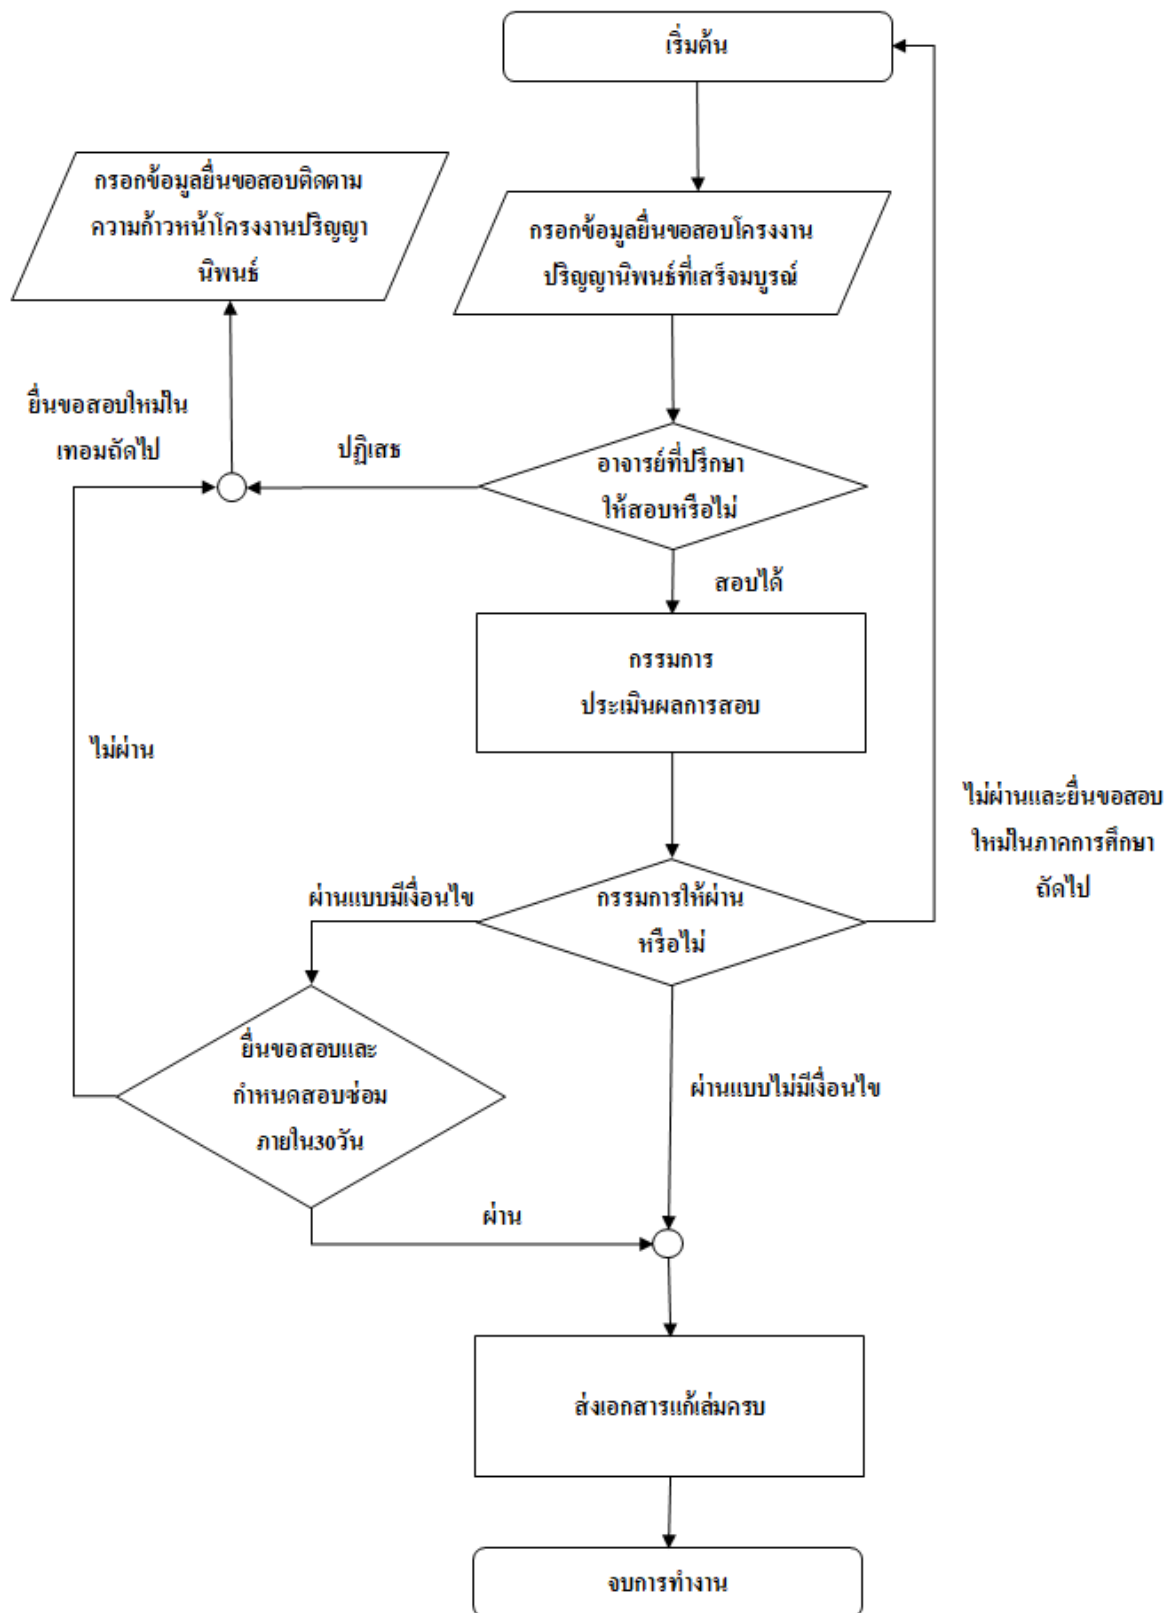 เริ่มต้น
กรอกข้อมูลยื่นขอสอบติดตาม
ความก้าวหน้าโครงงานปริญญา
นิพนธ์
กรอกข้อมูลยื่นขอสอบโครงงาน
ปริญญานิพนธ์ที่เสร็จมบูรณ์
ยื่นขอสอบใหม่ใน
เทอมถัดไป
ปฏิเสธ
อาจารย์ที่ปรึกษา
ให้สอบหรือไม่
สอบได้
กรรมการ
ประเมินผลการสอบ
ไม่ผ่าน
ไม่ผ่านและยื่นขอสอบ
ใหม่ในภาคการศึกษา
ถัดไป
ผ่านแบบมีเงื่อนไข
กรรมการให้ผ่าน
หรือไม่
ยื่นขอสอบและ
กำหนดสอบซ่อม
ภายใน30วัน
ผ่านแบบไม่มีเงื่อนไข
ผ่าน
ส่งเอกสารแก้เล่มครบ
จบการทำงาน